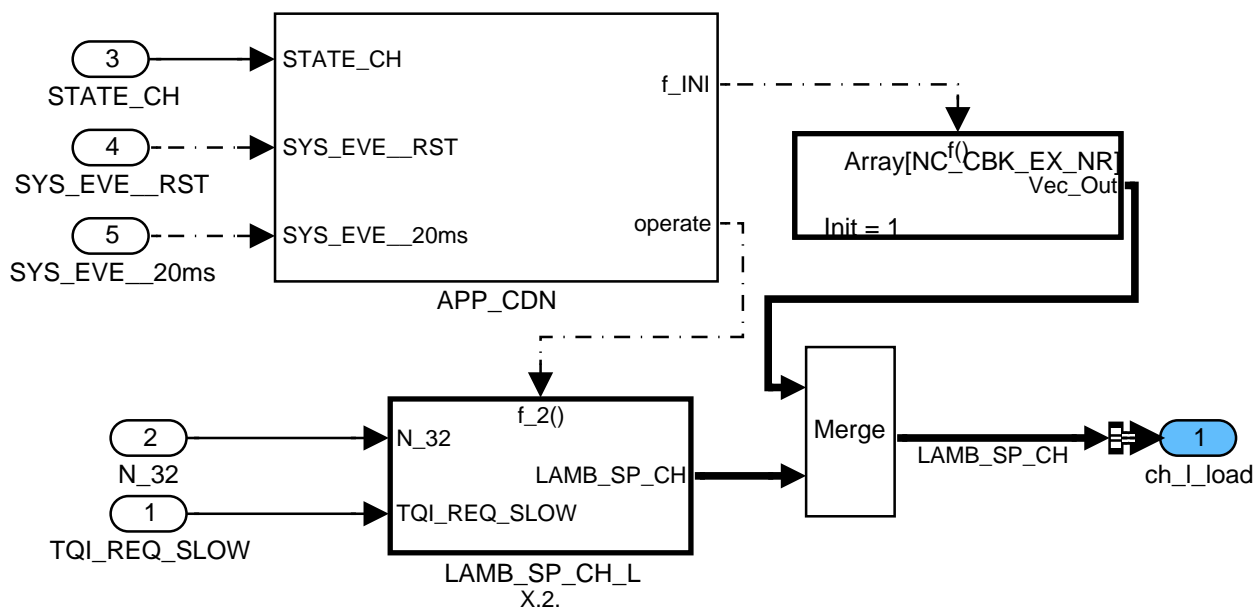 3
STATE_CH
4
SYS_EVE__RST
5
SYS_EVE__20ms
STATE_CH
SYS_EVE__RST
SYS_EVE__20ms
f_INI
operate
APP_CDN
f()
Array[NC_CBK_EX_NR]
Vec_Out
Init = 1
2
N_32
1
TQI_REQ_SLOW
f_2()
N_32
LAMB_SP_CH
TQI_REQ_SLOW
LAMB_SP_CH_L
X.2.
Merge
LAMB_SP_CH
1
ch_l_load